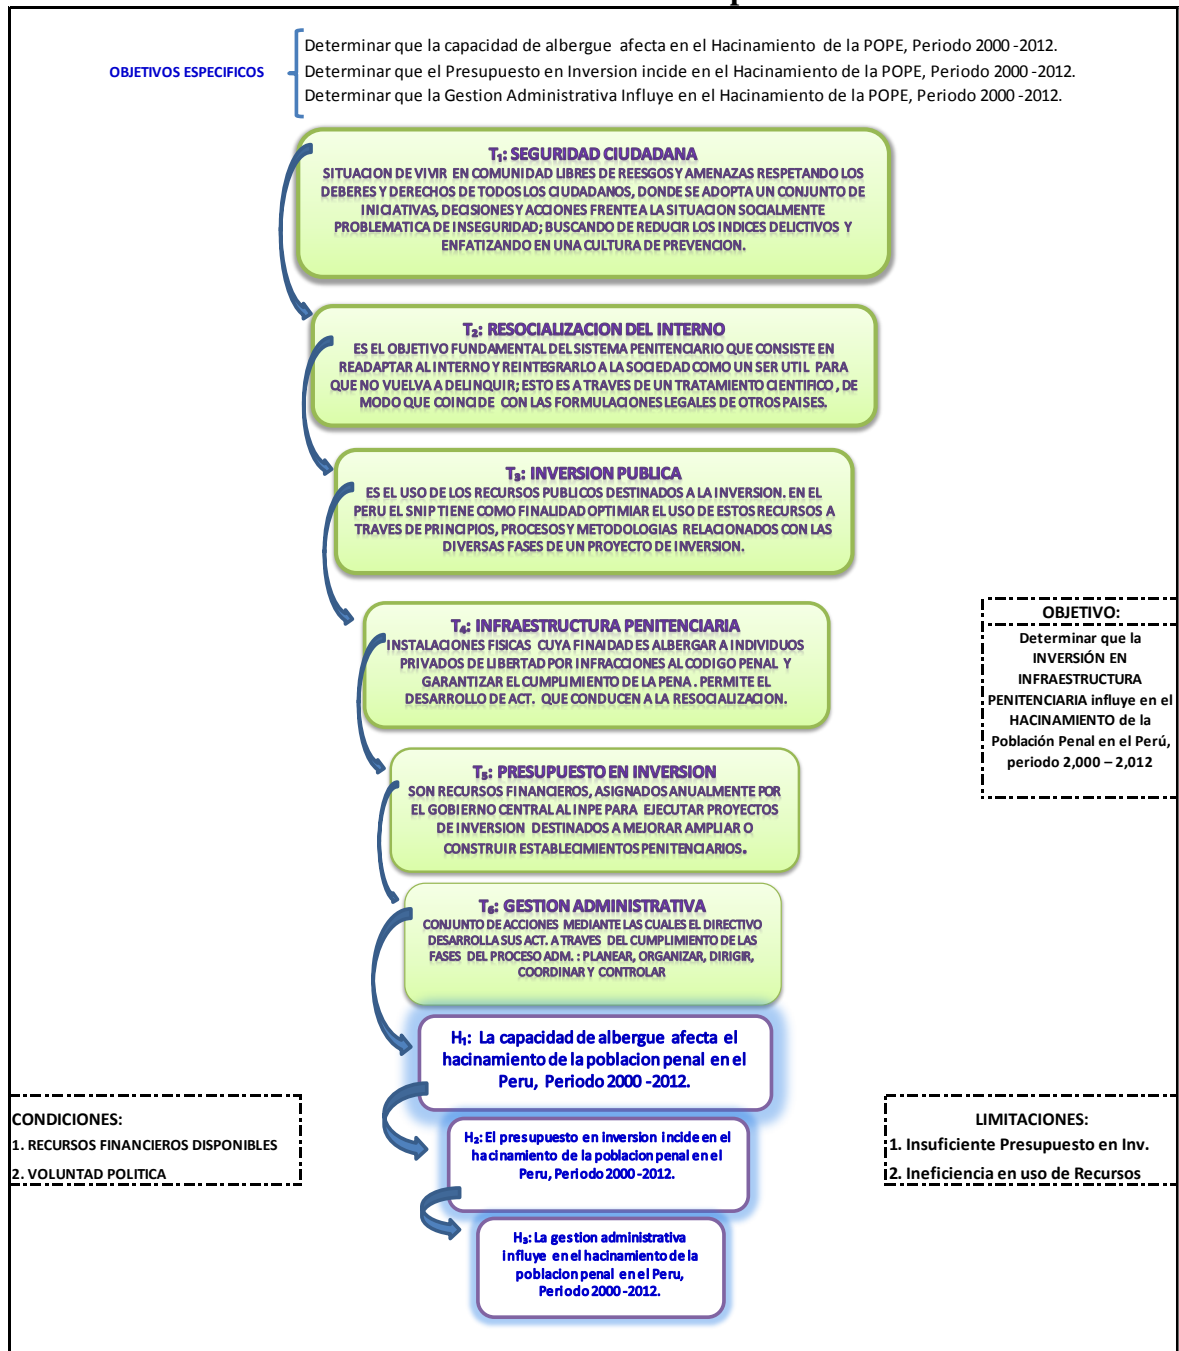 OBJETIVOS ESPECIFICOS
Determinar que la capacidad de albergue afecta en el Hacinamiento de la POPE, Periodo 2000 -2012.
Determinar que el Presupuesto en Inversion incide en el Hacinamiento de la POPE, Periodo 2000 -2012.
Determinar que la Gestion Administrativa Influye en el Hacinamiento de la POPE, Periodo 2000 -2012.
T₁: SEGURIDAD CIUDADANA
SITUACION DE VIVIR EN COMUNIDAD LIBRES DE REESGOS Y AMENAZAS RESPETANDO LOS
DEBERES Y DERECHOS DE TODOS LOS CIUDADANOS, DONDE SE ADOPTA UN CONJUNTO DE
INICIATIVAS, DECISIONES Y ACCIONES FRENTE A LA SITUACION SOCIALMENTE
PROBLEMATICA DE INSEGURIDAD; BUSCANDO DE REDUCIR LOS INDICES DELICTIVOS Y
ENFATIZANDO EN UNA CULTURA DE PREVENCION.
T₂: RESOCIALIZACION DEL INTERNO
ES EL OBJETIVO FUNDAMENTAL DEL SISTEMA PENITENCIARIO QUE CONSISTE EN
READAPTAR AL INTERNO Y REINTEGRARLO A LA SOCIEDAD COMO UN SER UTIL PARA
QUE NO VUELVA A DELINQUIR; ESTO ES A TRAVES DE UN TRATAMIENTO CIENTIFICO , DE
MODO QUE COINCIDE CON LAS FORMULACIONES LEGALES DE OTROS PAISES.
T₃: INVERSION PUBLICA
ES EL USO DE LOS RECURSOS PUBLICOS DESTINADOS A LA INVERSION. EN EL
PERU EL SNIP TIENE COMO FINALIDAD OPTIMIAR EL USO DE ESTOS RECURSOS A
TRAVES DE PRINCIPIOS, PROCESOS Y METODOLOGIAS RELACIONADOS CON LAS
DIVERSAS FASES DE UN PROYECTO DE INVERSION.
T₄: INFRAESTRUCTURA PENITENCIARIA
INSTALACIONES FISICAS CUYA FINAIDAD ES ALBERGAR A INDIVIDUOS
PRIVADOS DE LIBERTAD POR INFRACCIONES AL CODIGO PENAL Y
GARANTIZAR EL CUMPLIMIENTO DE LA PENA . PERMITE EL
DESARROLLO DE ACT. QUE CONDUCEN A LA RESOCIALIZACION.
OBJETIVO:
Determinar que la
INVERSIÓN EN
INFRAESTRUCTURA
PENITENCIARIA influye en el
HACINAMIENTO de la
Población Penal en el Perú,
periodo 2,000 – 2,012
T₅: PRESUPUESTO EN INVERSION
SON RECURSOS FINANCIEROS, ASIGNADOS ANUALMENTE POR
EL GOBIERNO CENTRAL AL INPE PARA EJECUTAR PROYECTOS
DE INVERSION DESTINADOS A MEJORAR AMPLIAR O
CONSTRUIR ESTABLECIMIENTOS PENITENCIARIOS.
T₆: GESTION ADMINISTRATIVA
CONJUNTO DE ACCIONES MEDIANTE LAS CUALES EL DIRECTIVO
DESARROLLA SUS ACT. A TRAVES DEL CUMPLIMIENTO DE LAS
FASES DEL PROCESO ADM. : PLANEAR, ORGANIZAR, DIRIGIR,
COORDINAR Y CONTROLAR
H₁: La capacidad de albergue afecta el
hacinamiento de la poblacion penal en el
Peru, Periodo 2000 -2012.
CONDICIONES:
1. RECURSOS FINANCIEROS DISPONIBLES
2. VOLUNTAD POLITICA
H₂: El presupuesto en inversion incide en el
hacinamiento de la poblacion penal en el
Peru, Periodo 2000 -2012.
LIMITACIONES:
1. Insuficiente Presupuesto en Inv.
2. Ineficiencia en uso de Recursos
H₃: La gestion administrativa
influye en el hacinamiento de la
poblacion penal en el Peru,
Periodo 2000 -2012.